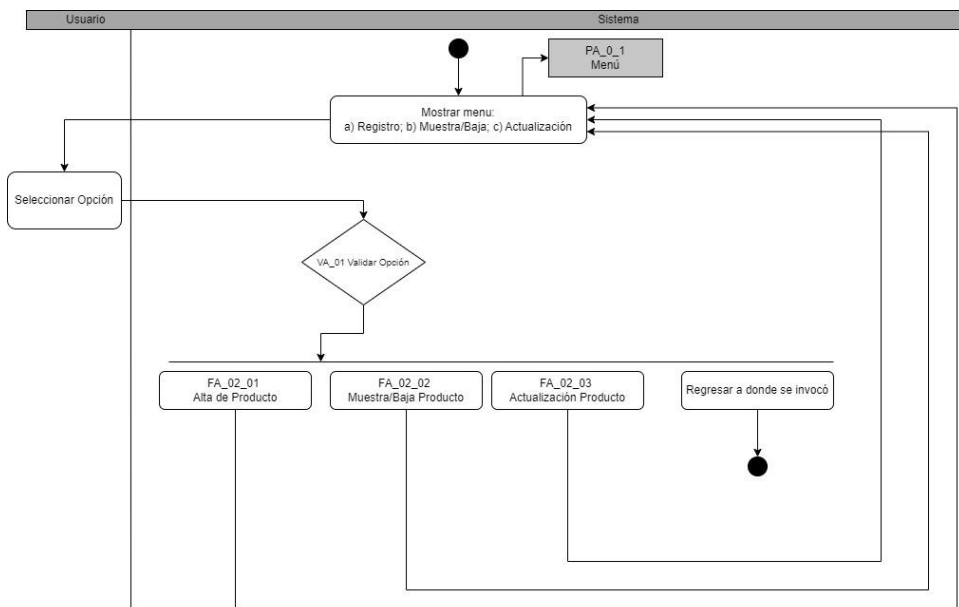 Usuario
Sistema
PA_0_1
Menú
Mostrar menu:
a) Registro; b) Muestra/Baja; c) Actualización
Seleccionar Opción
VA_01 Validar Opción
FA_02_01
Alta de Producto
FA_02_02
Muestra/Baja Producto
FA_02_03
Actualización Producto
Regresar a donde se invocó